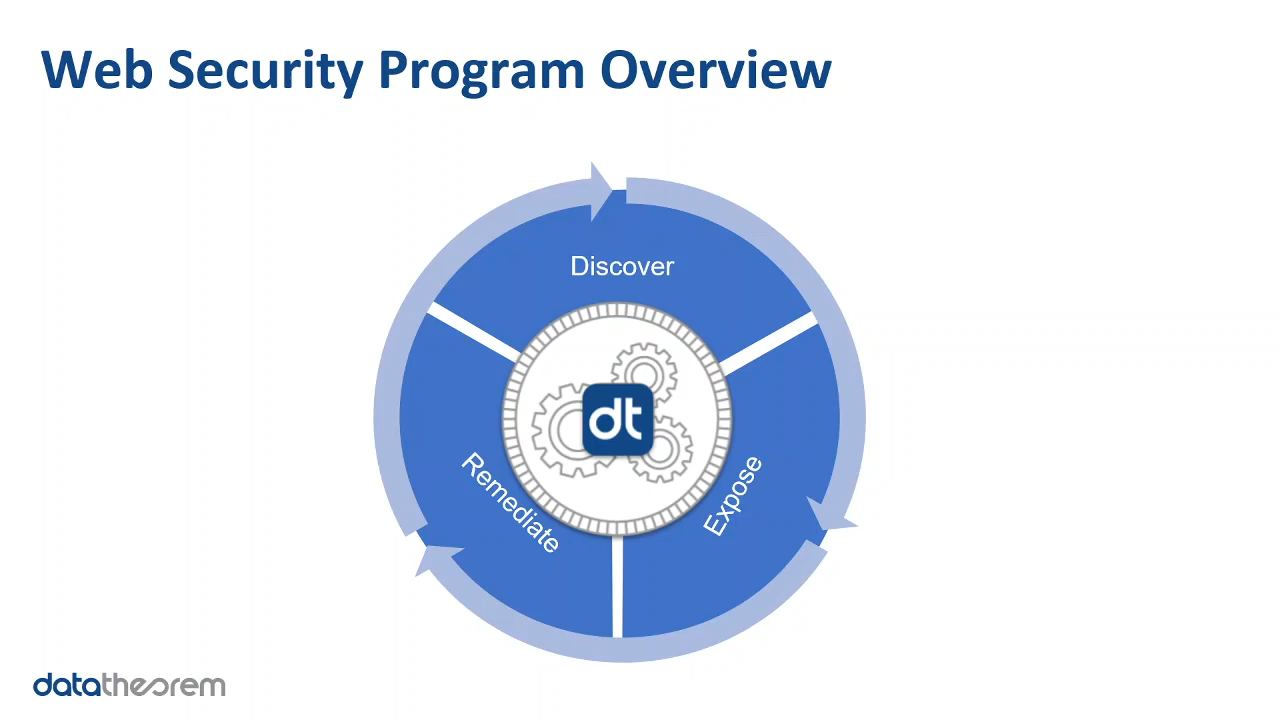 Web Security Program Overview
Discover
Expose
Remediate
dt
datatheorem